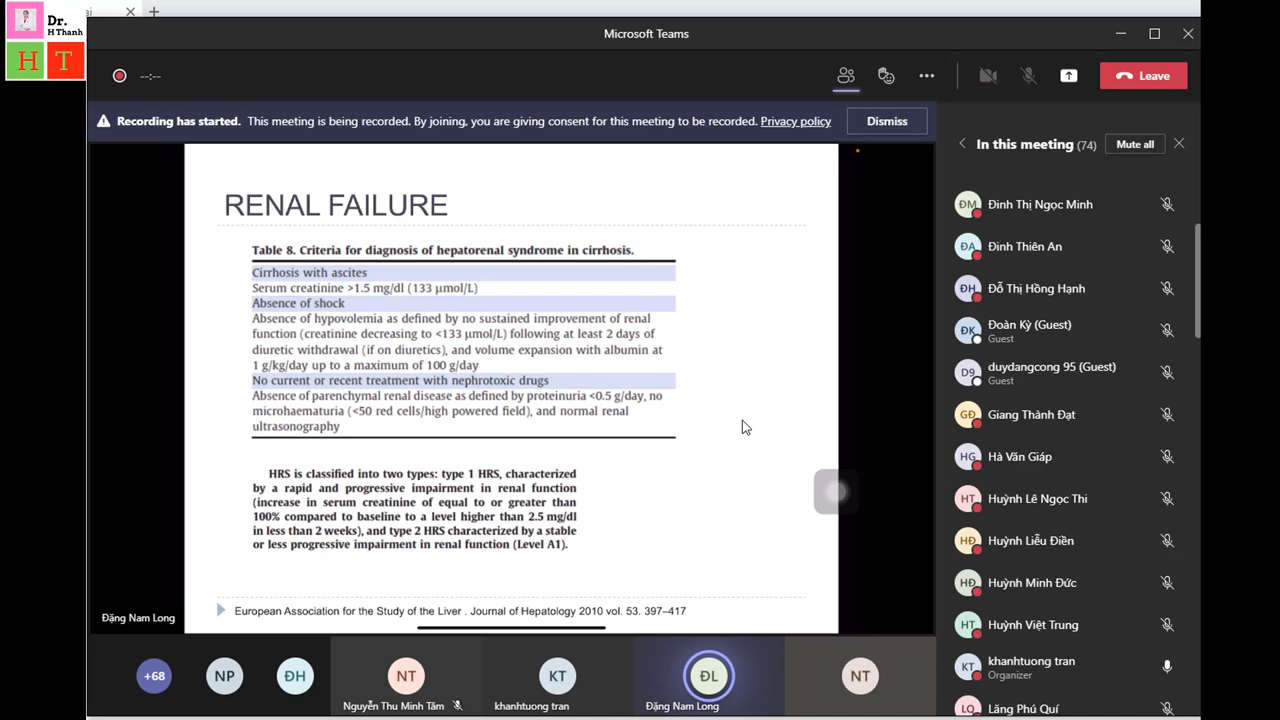 Dr.
H Thanh
H T
ai
Microsoft Teams
--:--
Leave
Recording has started. This meeting is being recorded. By joining, you are giving consent for this meeting to be recorded. Privacy policy
Dismiss
In this meeting (74)
Mute all
RENAL FAILURE
Table 8. Criteria for diagnosis of hepatorenal syndrome in cirrhosis.
Cirrhosis with ascites
Serum creatinine >1.5 mg/dl (133 μmol/L)
Absence of shock
Absence of hypovolemia as defined by no sustained improvement of renal
function (creatinine decreasing to <133 μmol/L) following at least 2 days of
diuretic withdrawal (if on diuretics), and volume expansion with albumin at
1 g/kg/day up to a maximum of 100 g/day
No current or recent treatment with nephrotoxic drugs
Absence of parenchymal renal disease as defined by proteinuria <0.5 g/day, no
microhaematuria (<50 red cells/high powered field), and normal renal
ultrasonography
HRS is classified into two types: type 1 HRS, characterized
by a rapid and progressive impairment in renal function
(increase in serum creatinine of equal to or greater than
100% compared to baseline to a level higher than 2.5 mg/dl
in less than 2 weeks), and type 2 HRS characterized by a stable
or less progressive impairment in renal function (Level A1).
European Association for the Study of the Liver . Journal of Hepatology 2010 vol. 53. 397–417
Đặng Nam Long
+68
NP
ĐH
NT
Nguyễn Thu Minh Tâm
KT
khanhtuong tran
ĐL
Đặng Nam Long
NT
ĐM
Đinh Thị Ngọc Minh
ĐA
Đinh Thiên An
ĐH
Đỗ Thị Hồng Hạnh
ĐK
Đoàn Kỳ (Guest)
Guest
D9
duydangcong 95 (Guest)
Guest
GĐ
Giang Thành Đạt
HG
Hà Văn Giáp
HT
Huỳnh Lê Ngọc Thi
HĐ
Huỳnh Liễu Điền
HĐ
Huỳnh Minh Đức
HT
Huỳnh Việt Trung
KT
khanhtuong tran
Organizer
LQ
Lăng Phú Quí